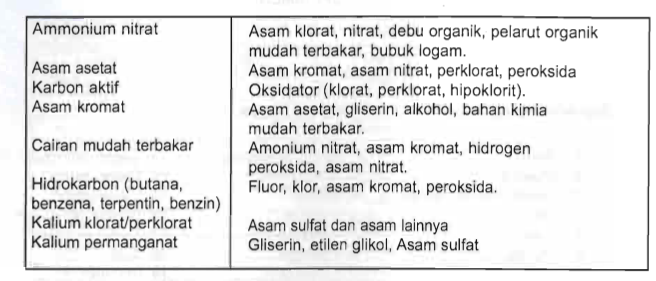 Ammonium nitrat Asam klorat, nitrat, debu organik, pelarut organik
mudah terbakar, bubuk logam.
Asam asetat Asam kromat, asam nitrat, perklorat, peroksida
Karbon aktif Oksidator (klorat, perklorat, hipoklorit).
Asam kromat Asam asetat, gliserin, alkohol, bahan kimia
mudah terbakar.
Cairan mudah terbakar Amonium nitrat, asam kromat, hidrogen
peroksida, asam nitrat.
Hidrokarbon (butana, Fluor, klor, asam kromat, peroksida.
benzena, terpentin, benzin)
Kalium klorat/perklorat Asam sulfat dan asam lainnya
Kalium permanganat Gliserin, etilen glikol, Asam sulfat